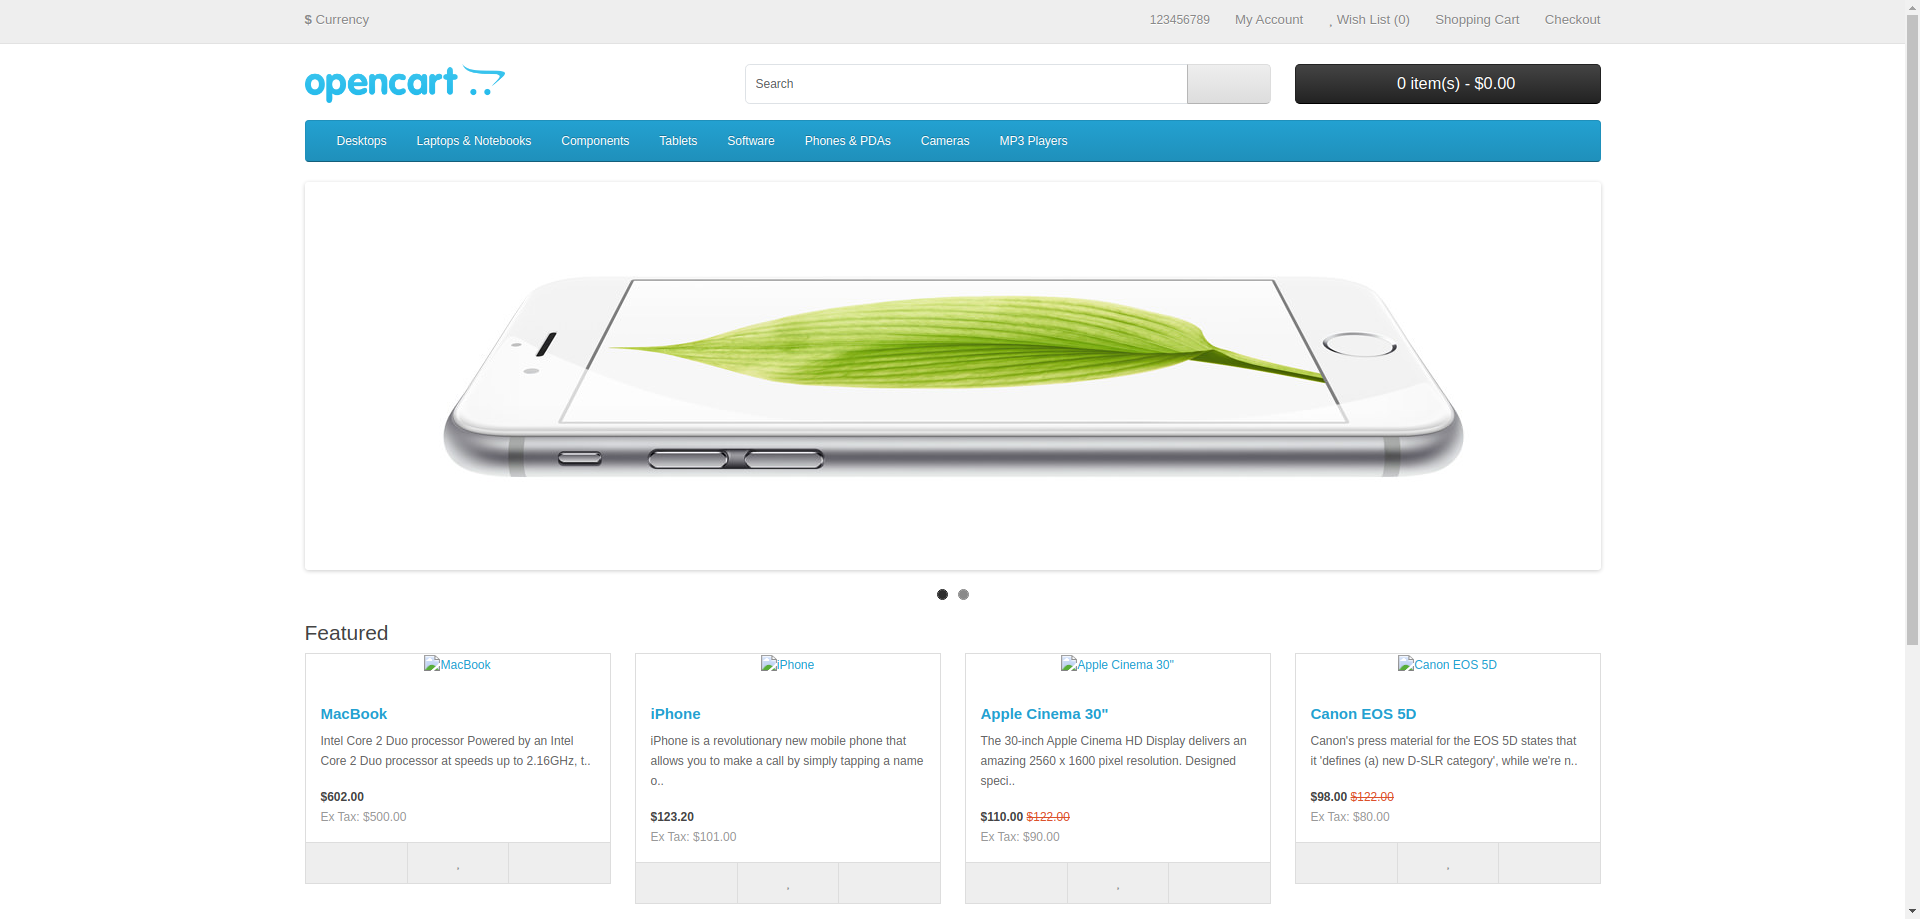 $ Currency
123456789
My Account
Wish List (0)
Shopping Cart
Checkout
opencart
Search
0 item(s) - $0.00
Desktops
Laptops & Notebooks
Components
Tablets
Software
Phones & PDAs
Cameras
MP3 Players
Featured
MacBook
MacBook
Intel Core 2 Duo processor Powered by an Intel
Core 2 Duo processor at speeds up to 2.16GHz, t..
$602.00
Ex Tax: $500.00
iPhone
iPhone
iPhone is a revolutionary new mobile phone that
allows you to make a call by simply tapping a name
o..
$123.20
Ex Tax: $101.00
Apple Cinema 30"
Apple Cinema 30"
The 30-inch Apple Cinema HD Display delivers an
amazing 2560 x 1600 pixel resolution. Designed
speci..
$110.00 $122.00
Ex Tax: $90.00
Canon EOS 5D
Canon EOS 5D
Canon's press material for the EOS 5D states that
it 'defines (a) new D-SLR category', while we're n..
$98.00 $122.00
Ex Tax: $80.00